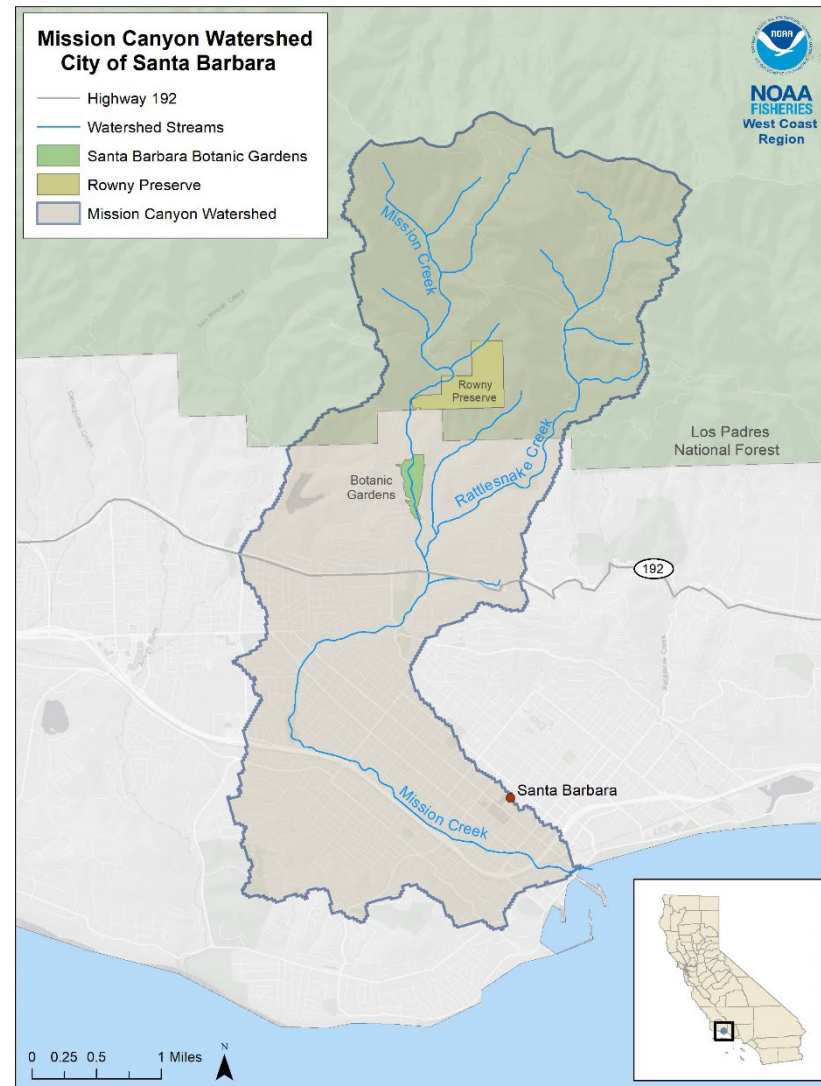 Mission Canyon Watershed
City of Santa Barbara
Highway 192
Watershed Streams
Santa Barbara Botanic Gardens
Rowny Preserve
Mission Canyon Watershed
NOAA
NOAA
FISHERIES
West Coast
Region
Mission Creek
Rowny
Preserve
Los Padres
National Forest
Rattlesnake Creek
Botanic
Gardens
192
Sycamore Creek
Santa Barbara
Mission Creek
0 0.25 0.5 1 Miles
N